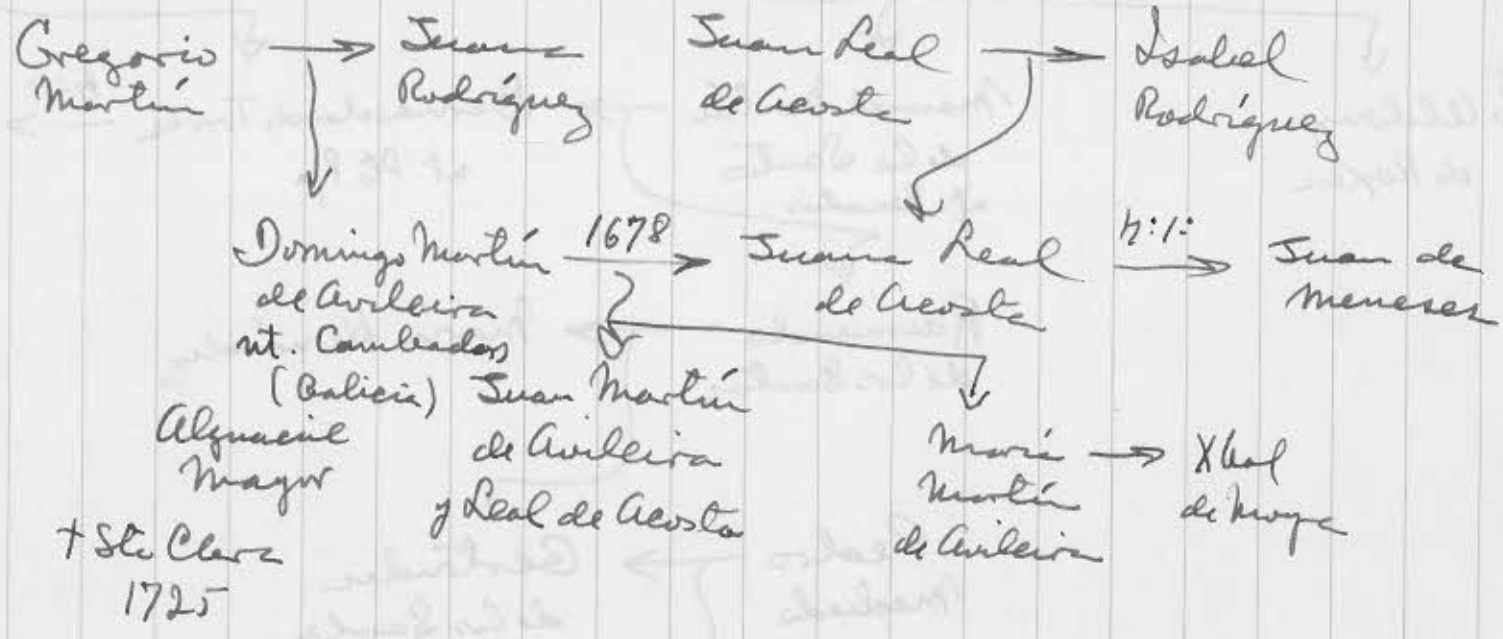 Gregorio
Martín
Juana
Rodríguez
Juan Leal
de Acosta
Isabel
Rodríguez
Domingo Martín
de Avileira
nt. Cambados
(Galicia)
Alguacil
Mayor
+ Sta Clara
1725
1678
Juana Leal
de Acosta
Juan de
Meneses
Juan Martín
de Avileira
y Leal de Acosta
María
Martín
de Avileira
Xbal
de Moya